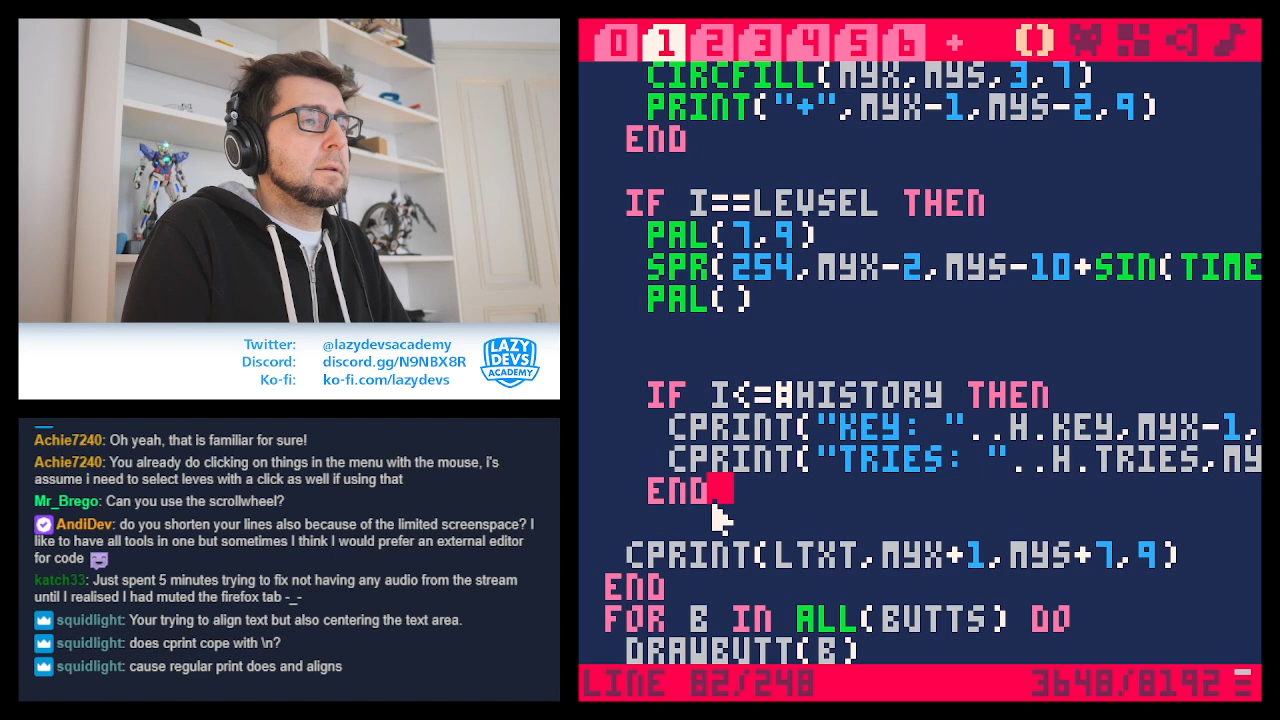 0 1 2 3 4 5 6 + ()
CIRCFILL(MYX,MYS,3,7)
PRINT("+",MYX-1,MYS-2,9)
END
IF I==LEVSEL THEN
PAL(7,9)
SPR(254,MYX-2,MYS-10+SIN(TIME
PAL()
IF I<=#HISTORY THEN
CPRINT("KEY: "..H.KEY,MYX-1,
CPRINT("TRIES: "..H.TRIES,MY
END
CPRINT(LTXT,MYX+1,MYS+7,9)
END
FOR B IN ALL(BUTTS) DO
DRAWBUTT(B)
LINE 82/248 3648/8192
Twitter: @lazydevsacademy
Discord: discord.gg/N9NBX8R
Ko-fi: ko-fi.com/lazydevs
LAZY
DEVS
ACADEMY
Achie7240: Oh yeah, that is familiar for sure!
Achie7240: You already do clicking on things in the menu with the mouse, i's
assume i need to select leves with a click as well if using that
Mr_Brego: Can you use the scrollwheel?
AndiDev: do you shorten your lines also because of the limited screenspace? I
like to have all tools in one but sometimes I think I would prefer an external editor
for code
katch33: Just spent 5 minutes trying to fix not having any audio from the stream
until I realised I had muted the firefox tab -_-
squidlight: Your trying to align text but also centering the text area.
squidlight: does cprint cope with \n?
squidlight: cause regular print does and aligns